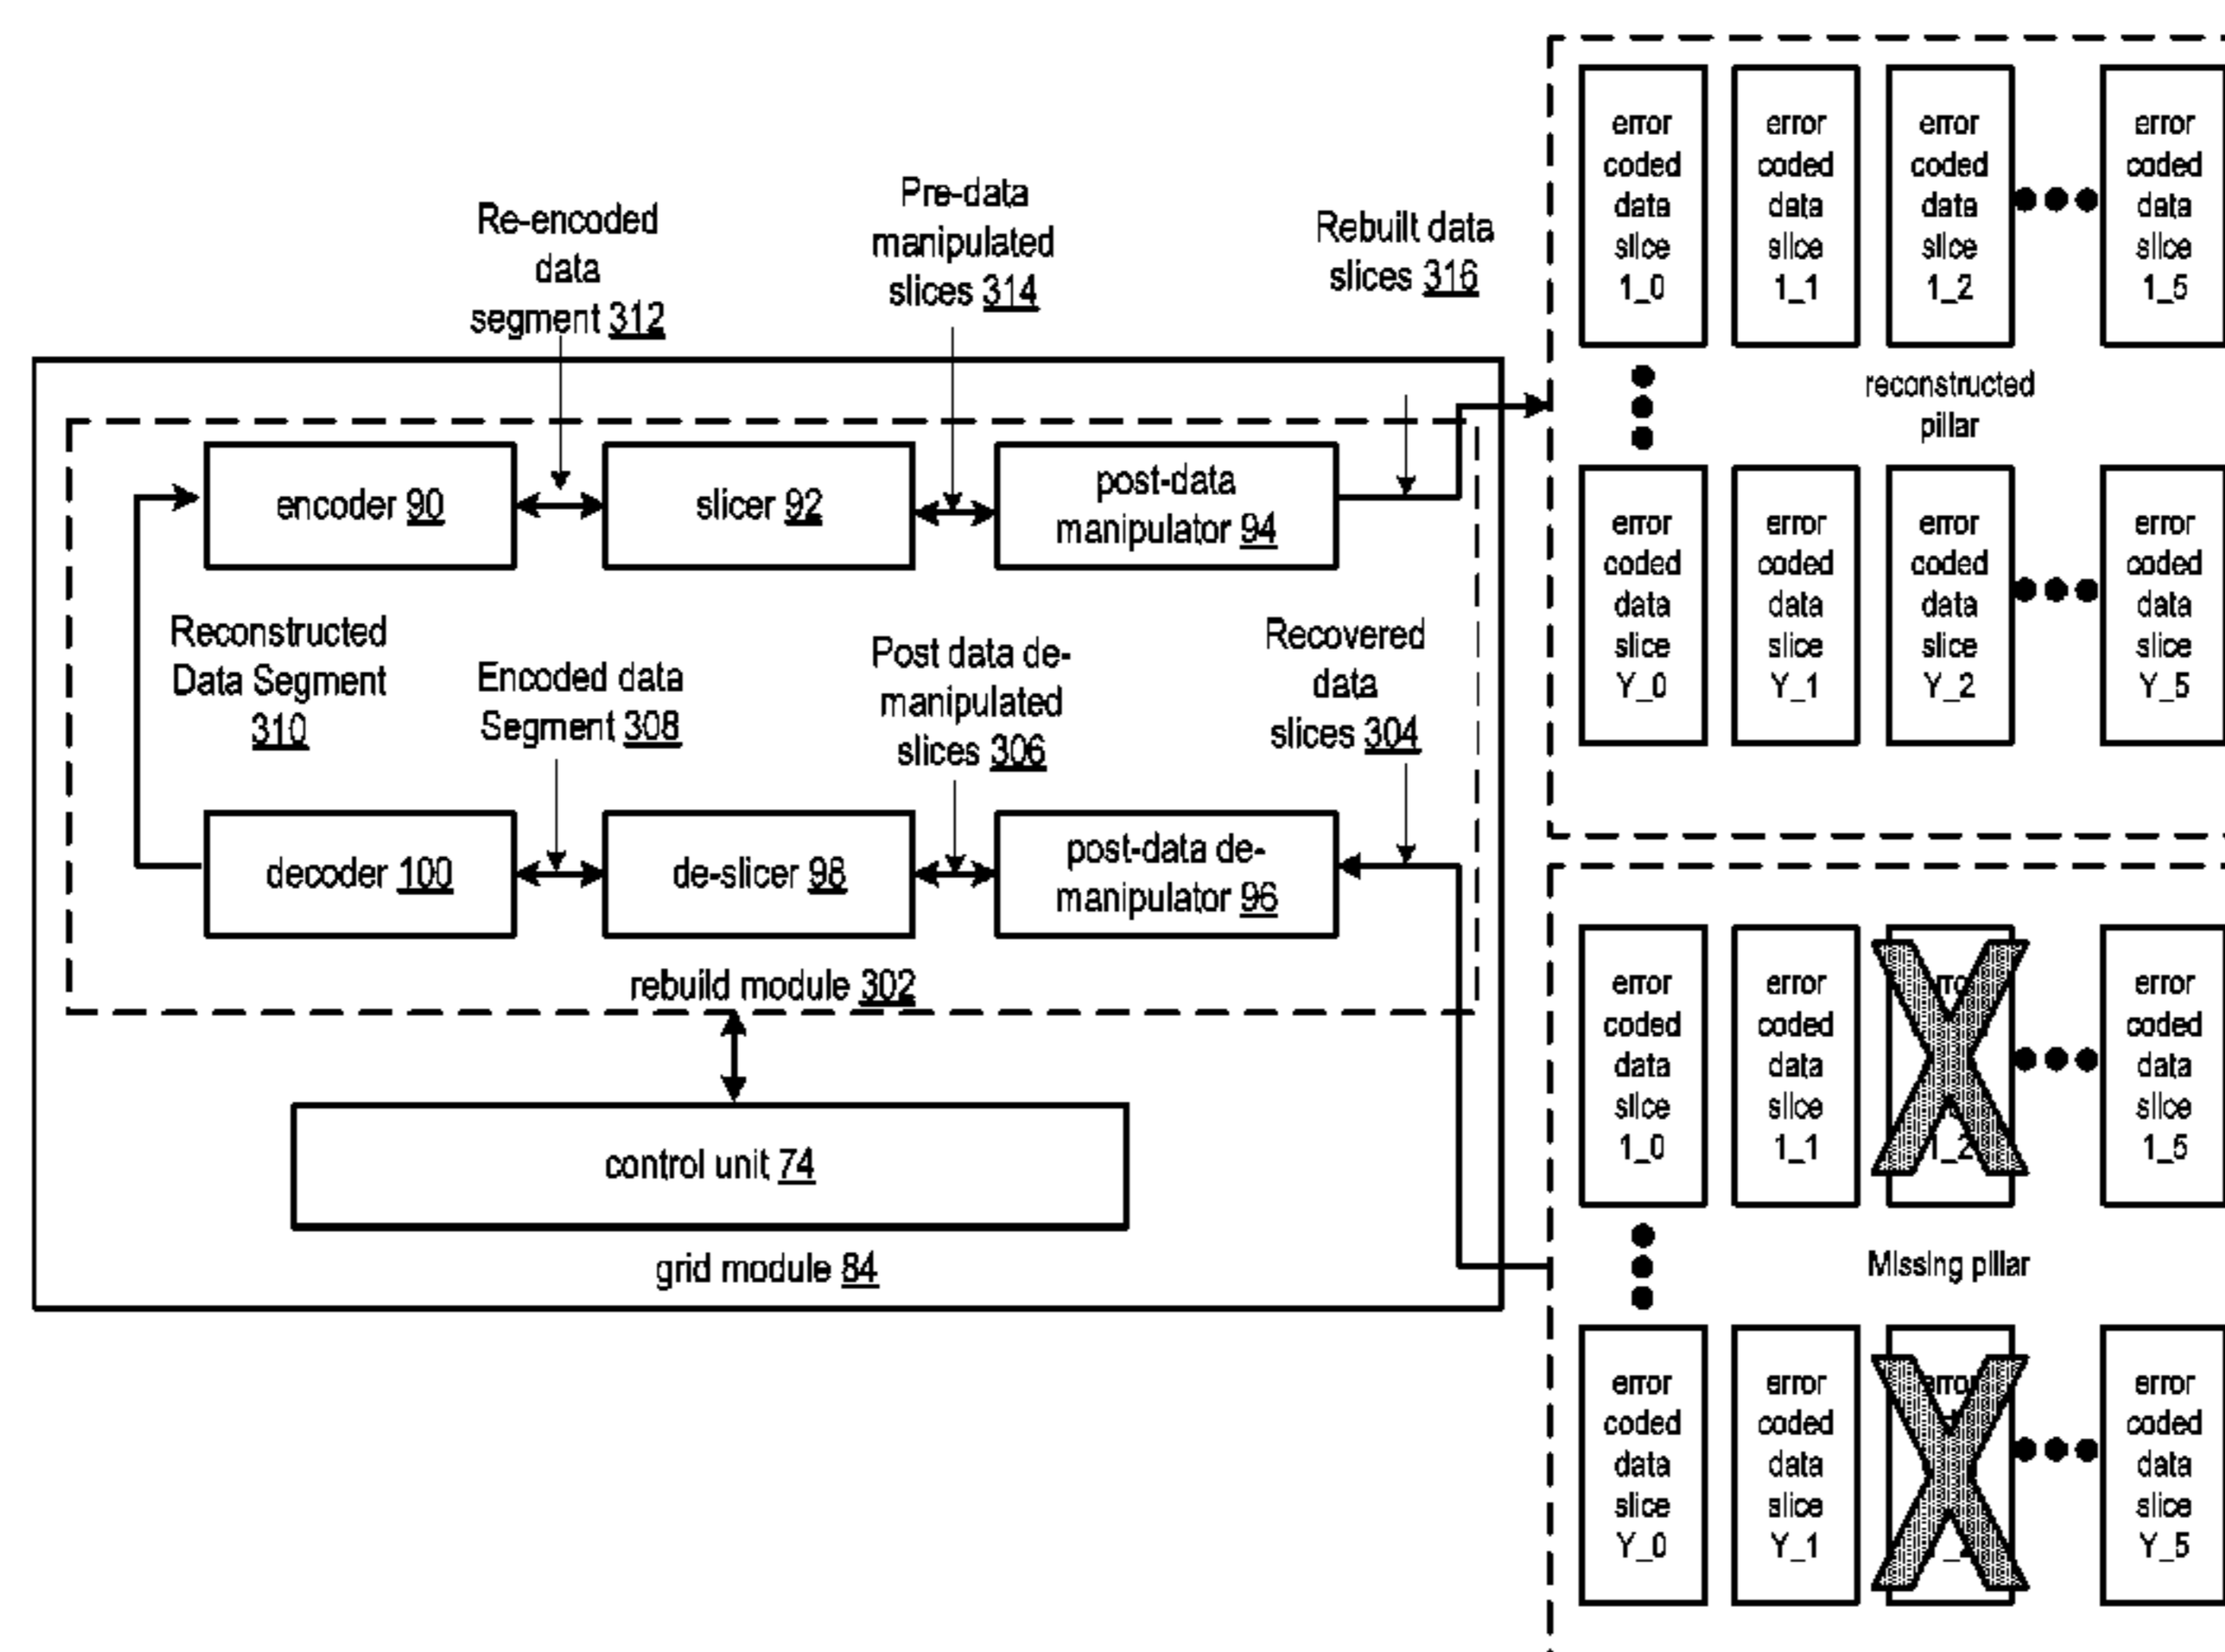 Re-encoded
data
segment 312
Pre-data
manipulated
slices 314
Rebuilt data
slices 316
encoder 90
slicer 92
post-data
manipulator 94
Reconstructed
Data Segment
310
Encoded data
Segment 308
Post data de-
manipulated
slices 306
Recovered
data
slices 304
decoder 100
de-slicer 98
post-data de-
manipulator 96
rebuild module 302
control unit 74
grid module 84
error
coded
data
slice
1_0
error
coded
data
slice
1_1
error
coded
data
slice
1_2
error
coded
data
slice
1_5
reconstructed
pillar
error
coded
data
slice
Y_0
error
coded
data
slice
Y_1
error
coded
data
slice
Y_2
error
coded
data
slice
Y_5
error
coded
data
slice
1_0
error
coded
data
slice
1_1
1_2
error
coded
data
slice
1_5
Missing pillar
error
coded
data
slice
Y_0
error
coded
data
slice
Y_1
error
coded
data
slice
Y_5